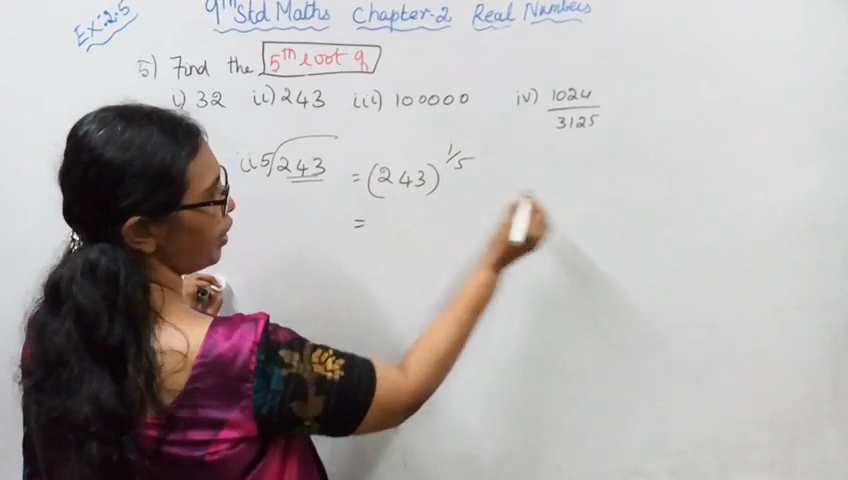 9th Std Maths Chapter-2 Real Numbers
Ex:2.5
5) Find the 5th root of
i) 32 ii) 243 iii) 100000 iv) 1024/3125
ii 5√243 = (243)^1/5
=